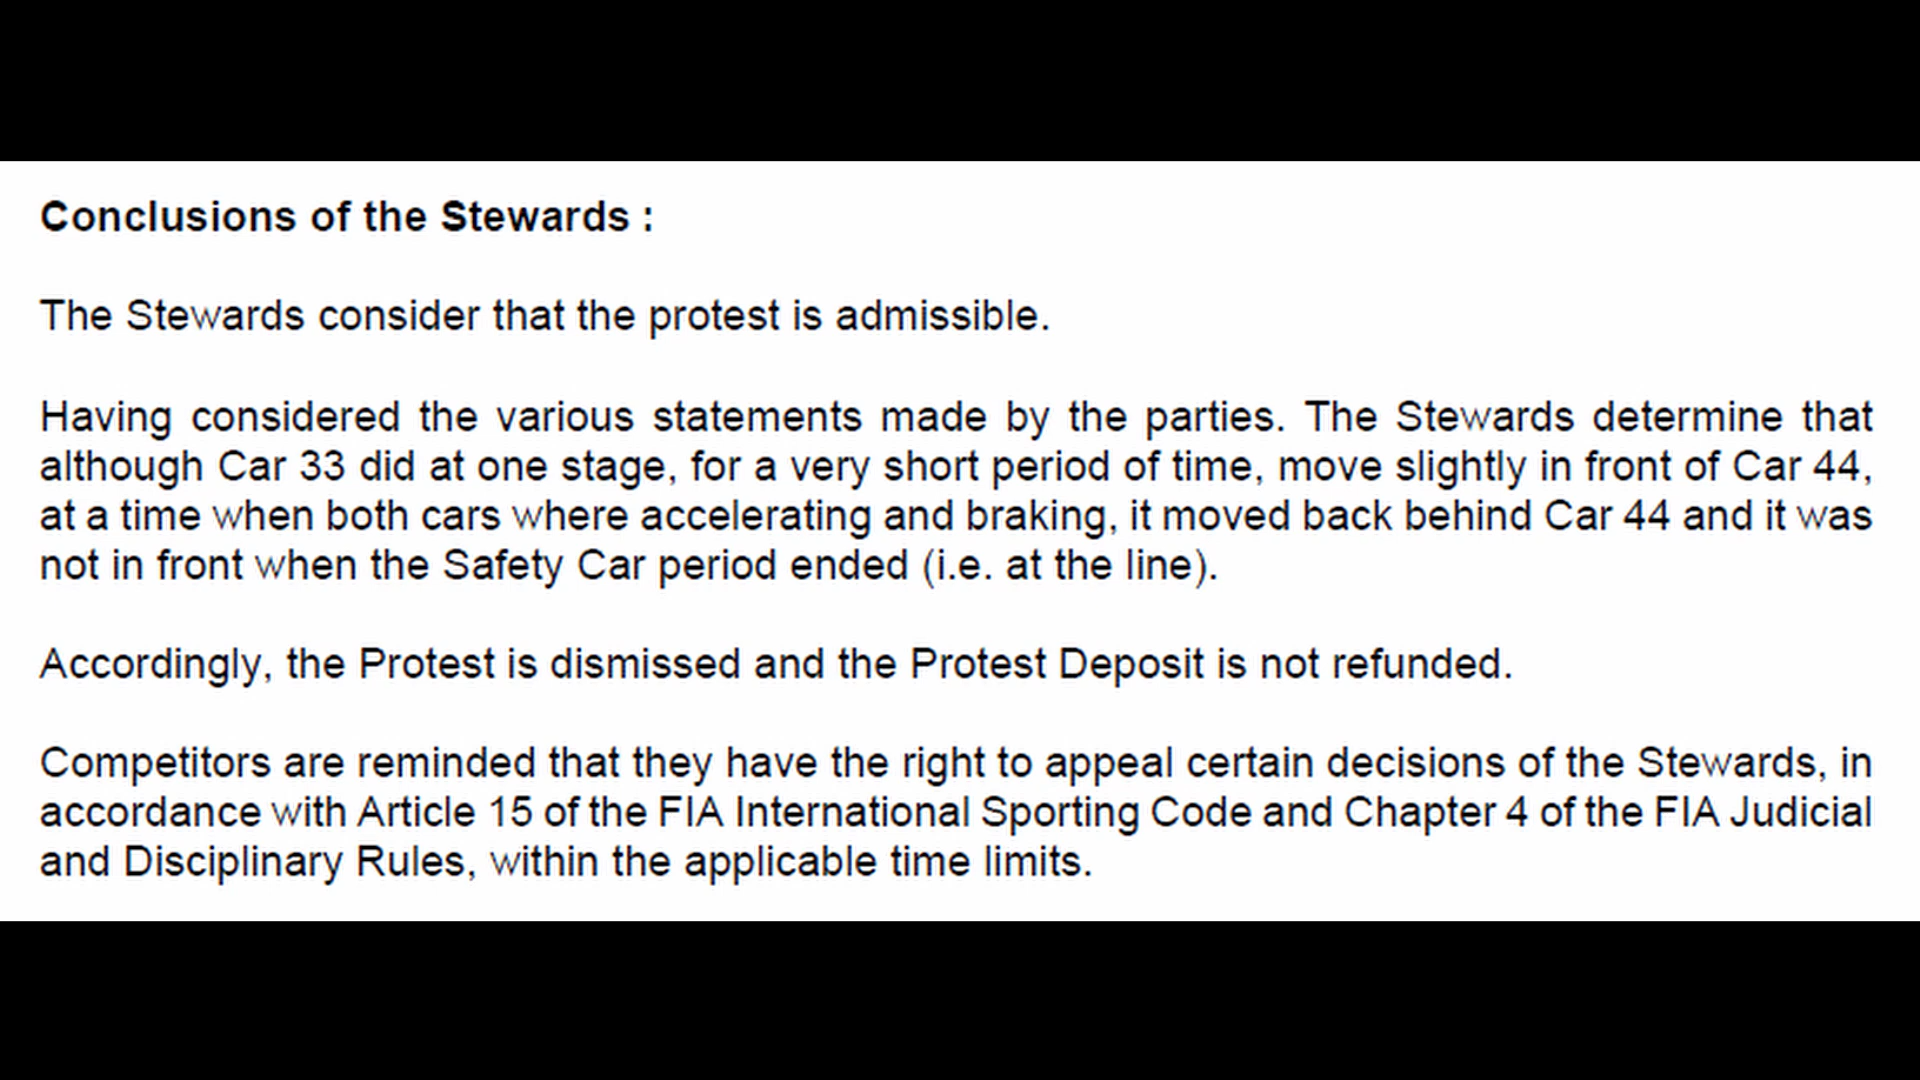 Conclusions of the Stewards :
The Stewards consider that the protest is admissible.
Having considered the various statements made by the parties. The Stewards determine that
although Car 33 did at one stage, for a very short period of time, move slightly in front of Car 44,
at a time when both cars where accelerating and braking, it moved back behind Car 44 and it was
not in front when the Safety Car period ended (i.e. at the line).
Accordingly, the Protest is dismissed and the Protest Deposit is not refunded.
Competitors are reminded that they have the right to appeal certain decisions of the Stewards, in
accordance with Article 15 of the FIA International Sporting Code and Chapter 4 of the FIA Judicial
and Disciplinary Rules, within the applicable time limits.